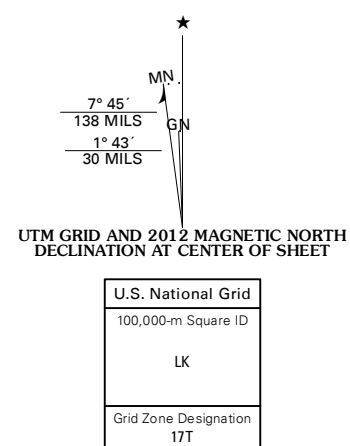 ★
MN
7° 45´
138 MILS
GN
1° 43´
30 MILS
UTM GRID AND 2012 MAGNETIC NORTH
DECLINATION AT CENTER OF SHEET
U.S. National Grid
100,000-m Square ID
LK
Grid Zone Designation
17T